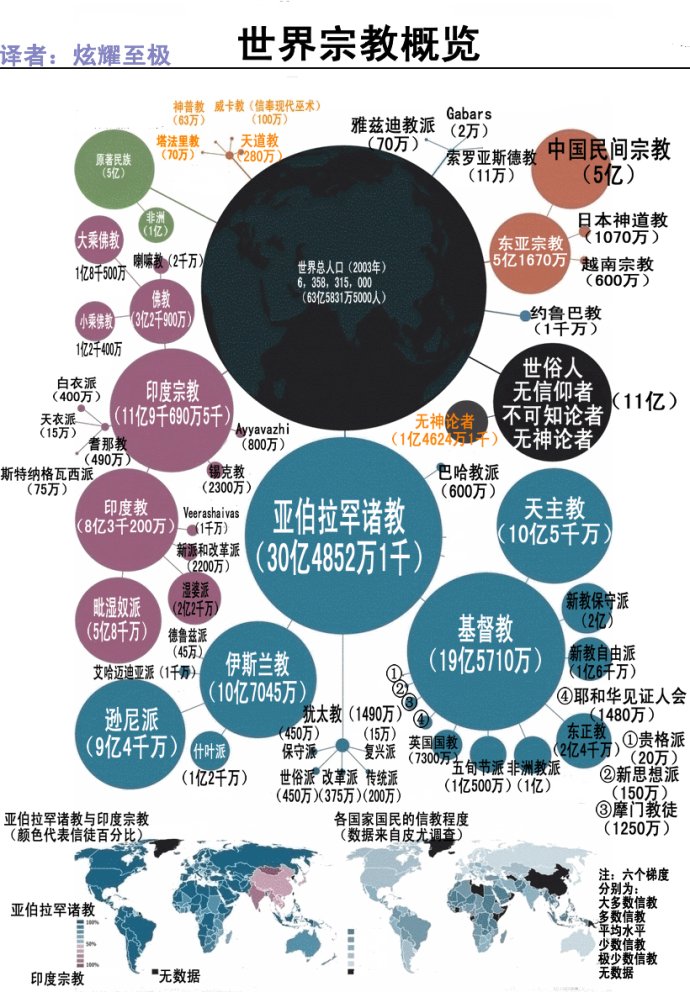 世界宗教概览
译者：炫耀至极
神普教
(63万)
威卡教（信奉现代巫术）
(100万)
塔法里教
(70万)
天道教
(280万)
雅兹迪教派
(70万)
Gabars
(2万)
索罗亚斯德教
(11万)
中国民间宗教
(5亿)
原著民族
(5亿)
非洲
(1亿)
东亚宗教
5亿1670万
日本神道教
(1070万)
越南宗教
(600万)
大乘佛教
1亿8千500万
喇嘛教（2千万）
佛教
(3亿2千900万)
小乘佛教
1亿2千400万
世界总人口（2003年）
6, 358, 315, 000
(63亿5831万5000人)
约鲁巴教
(1千万)
世俗人
无信仰者
不可知论者
无神论者
(11亿)
无神论者
(1亿4624万1千)
印度宗教
(11亿9千690万5千)
白衣派
(400万)
天衣派
(15万)
耆那教
(490万)
斯特纳格瓦西派
(75万)
Ayyavazhi
(800万)
锡克教
(2300万)
巴哈教派
(600万)
亚伯拉罕诸教
(30亿4852万1千)
天主教
(10亿5千万)
印度教
(8亿3千200万)
Veerashaivas
(1千万)
新派和改革派
(2200万)
湿婆派
(2亿2千万)
毗湿奴派
(5亿8千万)
德鲁兹派
(45万)
艾哈迈迪亚派（1千万）
伊斯兰教
(10亿7045万)
逊尼派
(9亿4千万)
什叶派
(1亿2千万)
基督教
(19亿5710万)
新教保守派
(2亿)
新教自由派
(1亿6千万)
①
②
③
④
④耶和华见证人会
(1480万)
东正教
(2亿4千万)
①贵格派
(20万)
②新思想派
(150万)
③摩门教徒
(1250万)
英国国教
(7300万)
五旬节派
(1亿500万)
非洲教派
(1亿)
犹太教（1490万）
(450万)
保守派
(15万)
复兴派
世俗派
(450万)
改革派
(375万)
传统派
(200万)
亚伯拉罕诸教与印度宗教
（颜色代表信徒百分比）
亚伯拉罕诸教
100%
50%
100%
印度宗教
无数据
各国家国民的信教程度
（数据来自皮尤调查）
注：六个梯度
分别为：
大多数信教
多数信教
平均水平
少数信教
极少数信教
无数据